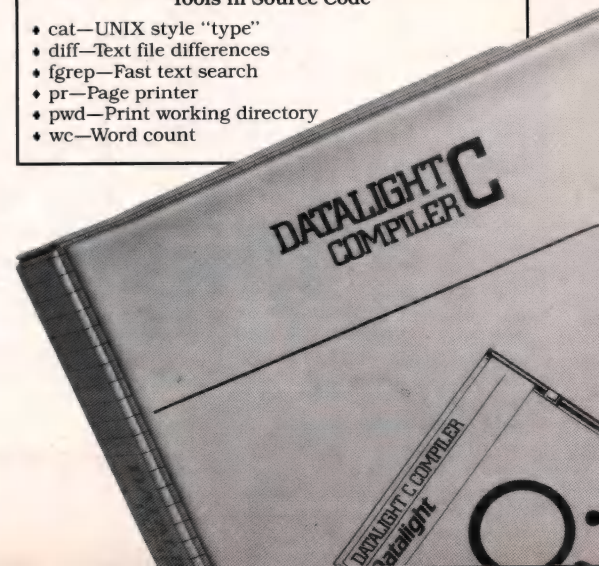 Tools in Source Code
♦ cat—UNIX style “type”
♦ diff—Text file differences
♦ fgrep—Fast text search
♦ pr—Page printer
♦ pwd—Print working directory
♦ wc—Word count
DATALIGHT C
COMPILER
DATALIGHT C COMPILER
Datalight